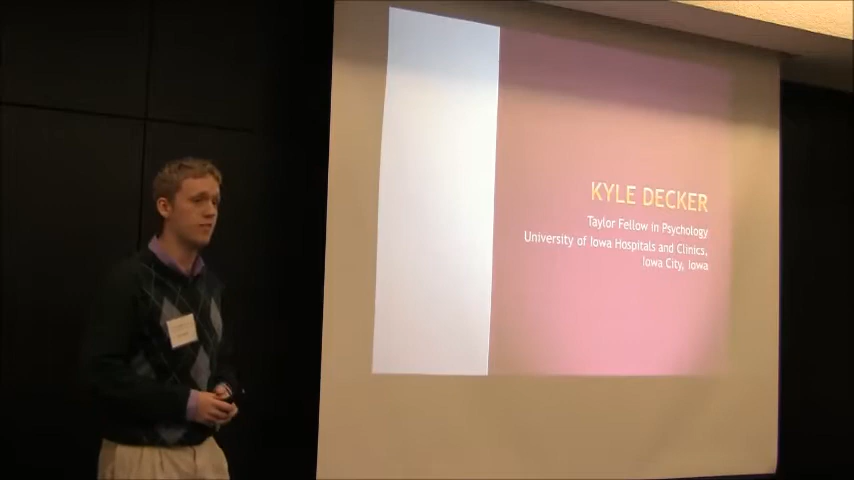 KYLE DECKER
Taylor Fellow in Psychology
University of Iowa Hospitals and Clinics,
Iowa City, Iowa